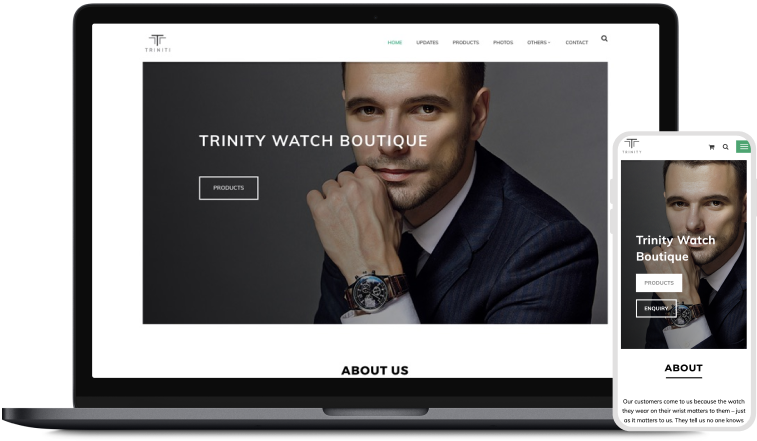 TRINITI
HOME UPDATES PRODUCTS PHOTOS OTHERS CONTACT
TRINITY WATCH BOUTIQUE
PRODUCTS
ABOUT US
TRINITY
Trinity Watch
Boutique
PRODUCTS
ENQUIRY
ABOUT
Our customers come to us because the watch
they wear on their wrist matters to them – just
as it matters to us. They tell us no one knows